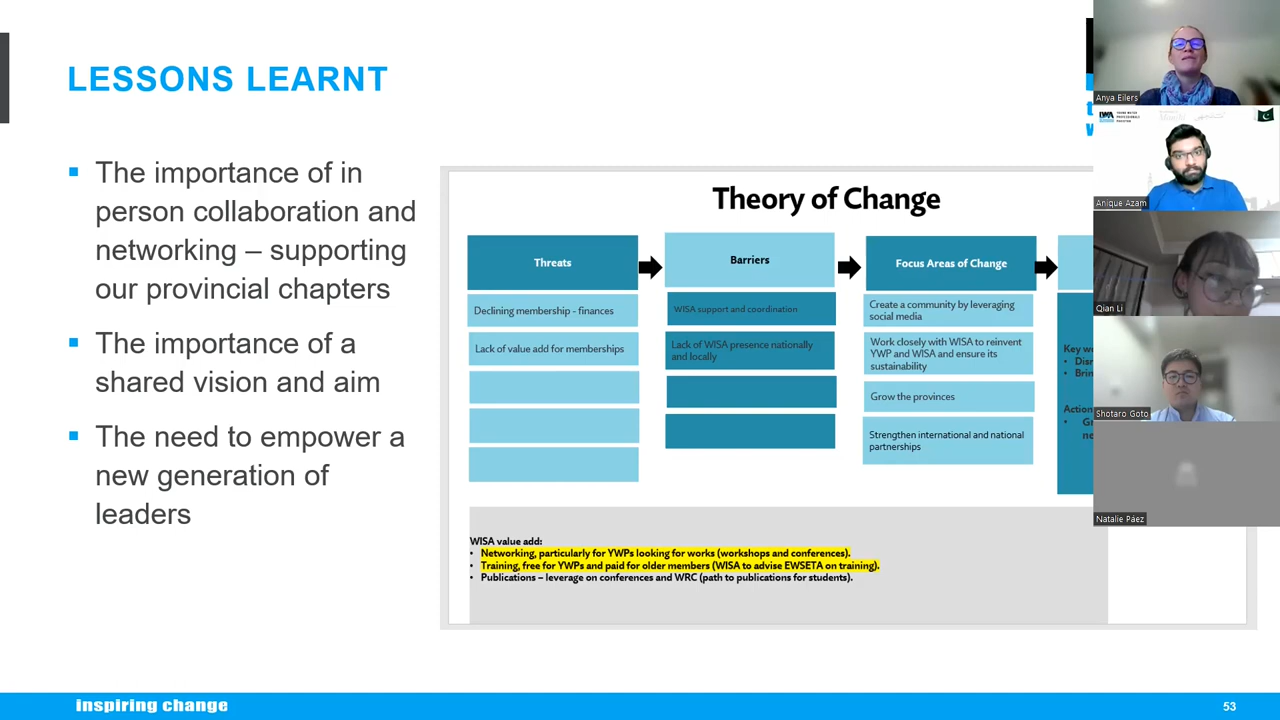 LESSONS LEARNT
The importance of in
person collaboration and
networking – supporting
our provincial chapters
The importance of a
shared vision and aim
The need to empower a
new generation of
leaders
Theory of Change
Threats
Declining membership - finances
Lack of value add for memberships
Barriers
WISA support and coordination
Lack of WISA presence nationally
and locally
Focus Areas of Change
Create a community by leveraging
social media
Work closely with WISA to reinvent
YWP and WISA and ensure its
sustainability
Grow the provinces
Strengthen international and national
partnerships
WISA value add:
• Networking, particularly for YWPs looking for works (workshops and conferences).
• Training, free for YWPs and paid for older members (WISA to advise EWSETA on training).
• Publications – leverage on conferences and WRC (path to publications for students).
Anya Eilers
IWA
Anique Azam
Qian Li
Shotaro Goto
Natalie Páez
inspiring change
53